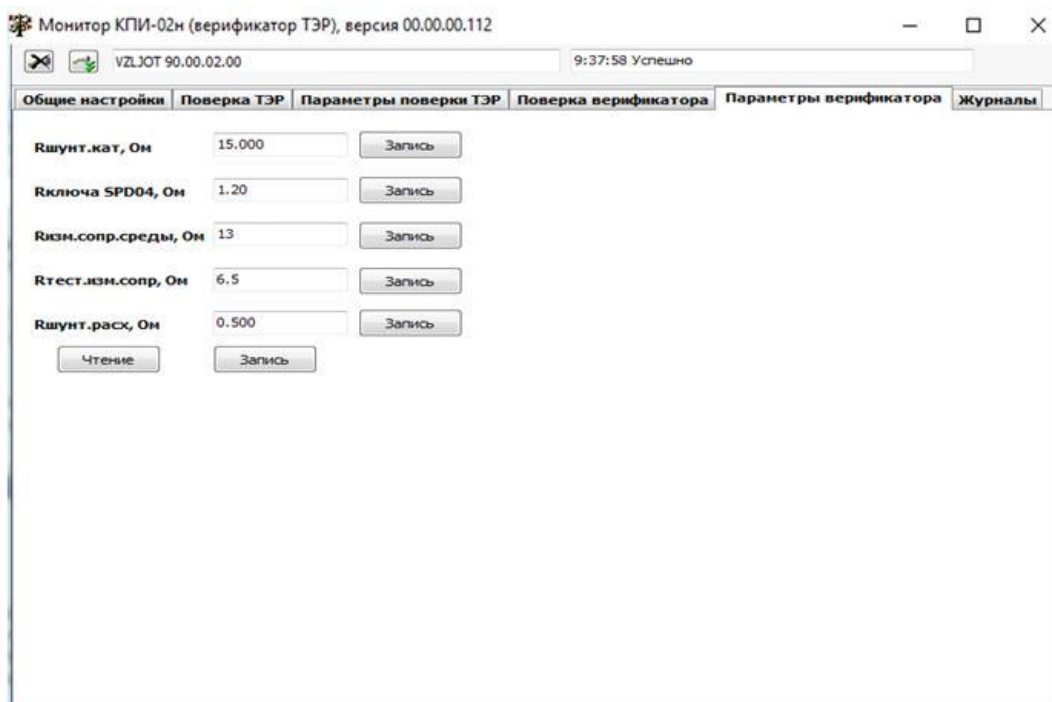 Монитор КПИ-02н (верификатор ТЭР), версия 00.00.00.112
VZLJOT 90.00.02.00 9:37:58 Успешно
Общие настройки Поверка ТЭР Параметры поверки ТЭР Поверка верификатора Параметры верификатора Журналы
Rшунт.кат, Ом 15.000 Запись
Rключа SPD04, Ом 1.20 Запись
Rизм.сопр.среды, Ом 13 Запись
Rтест.изм.сопр, Ом 6.5 Запись
Rшунт.расх, Ом 0.500 Запись
Чтение Запись